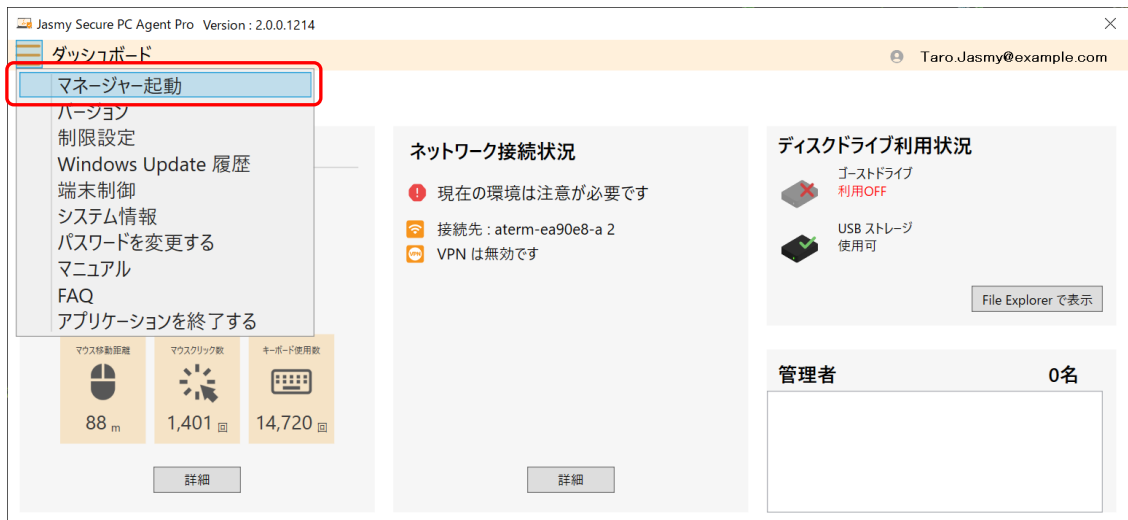 Jasmy Secure PC Agent Pro Version : 2.0.0.1214
ダッシュボード
Taro.Jasmy@example.com
マネージャー起動
バージョン
制限設定
Windows Update 履歴
端末制御
システム情報
パスワードを変更する
マニュアル
FAQ
アプリケーションを終了する
マウス移動距離
マウスクリック数
キーボード使用数
88 m
1,401 回
14,720 回
詳細
ネットワーク接続状況
現在の環境は注意が必要です
接続先 : aterm-ea90e8-a 2
VPN
VPN は無効です
詳細
ディスクドライブ利用状況
ゴーストドライブ
利用OFF
USB ストレージ
使用可
File Explorer で表示
管理者
0名